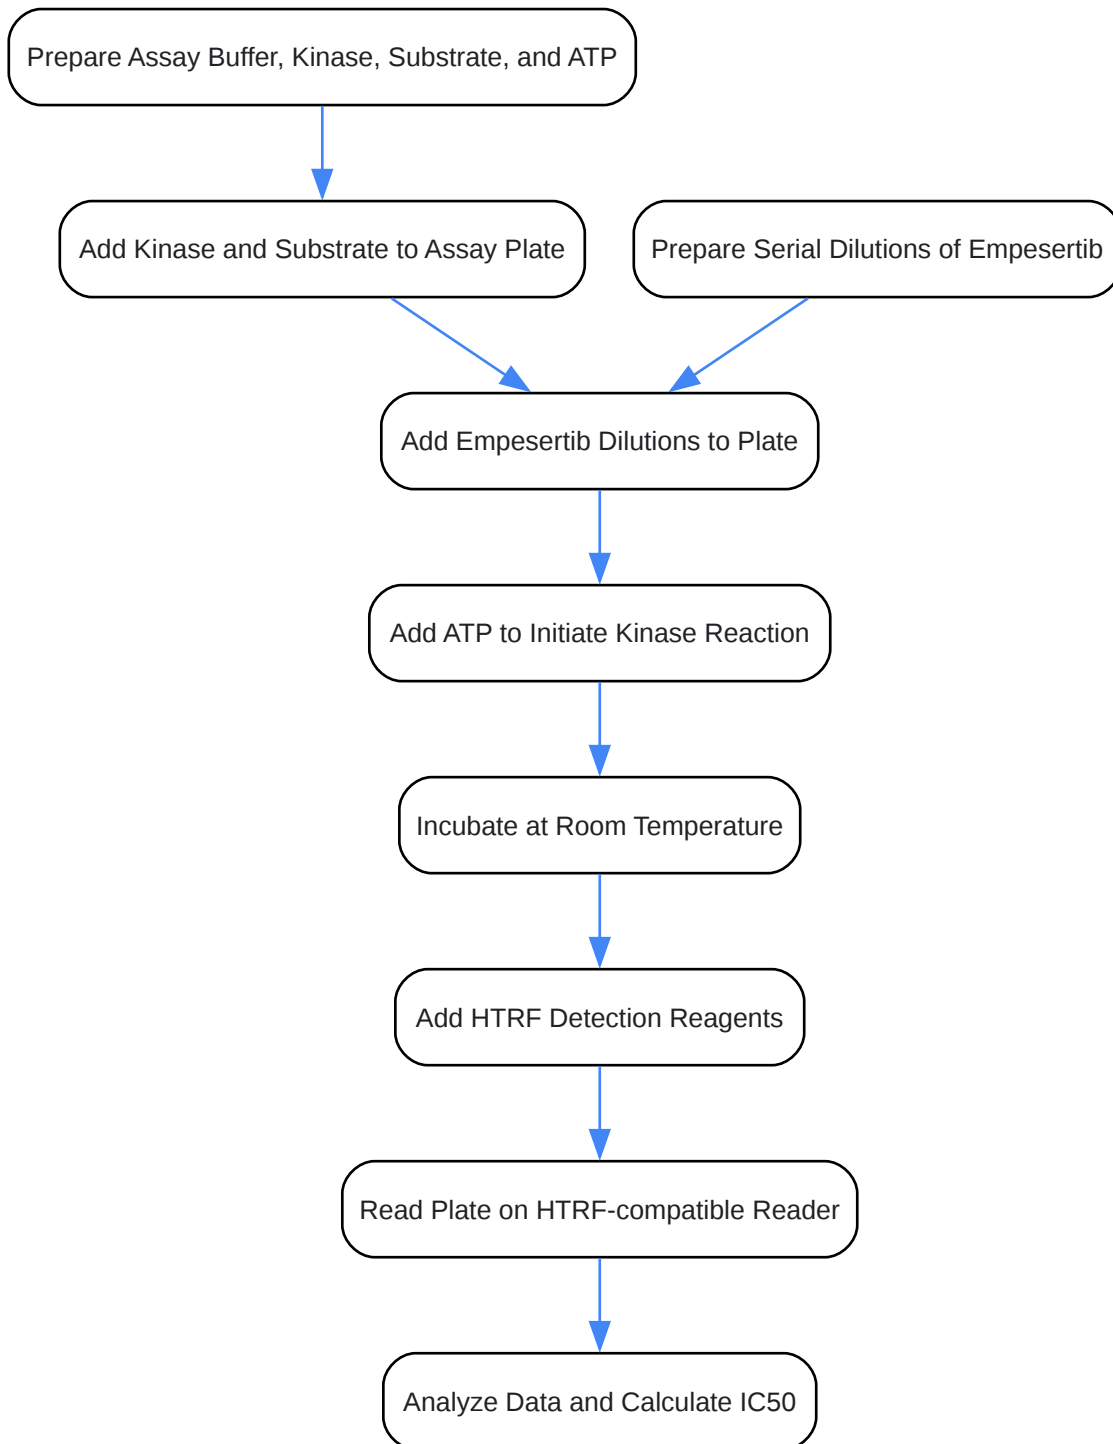 Prepare Assay Buffer, Kinase, Substrate, and ATP
Add Kinase and Substrate to Assay Plate
Prepare Serial Dilutions of Empesertib
Add Empesertib Dilutions to Plate
Add ATP to Initiate Kinase Reaction
Incubate at Room Temperature
Add HTRF Detection Reagents
Read Plate on HTRF-compatible Reader
Analyze Data and Calculate IC50